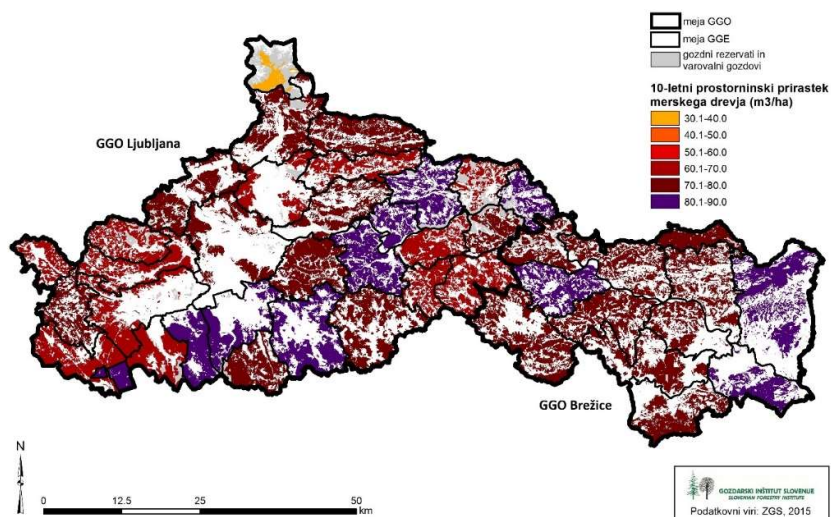 meja GGO
meja GGE
gozdni rezervati in
varovalni gozdovi
10-letni prostorninski prirastek
merskega drevja (m3/ha)
30.1-40.0
40.1-50.0
50.1-60.0
60.1-70.0
70.1-80.0
80.1-90.0
GGO Ljubljana
GGO Brežice
N
0 12.5 25 50
km
GOZDARSKI INŠTITUT SLOVENIJE
SLOVENIAN FORESTRY INSTITUTE
Podatkovni viri: ZGS, 2015